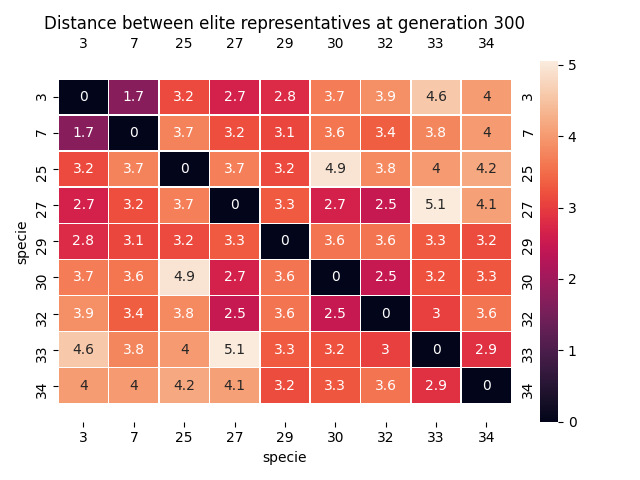 Distance between elite representatives at generation 300
3 7 25 27 29 30 32 33 34
3 0 1.7 3.2 2.7 2.8 3.7 3.9 4.6 4 3
7 1.7 0 3.7 3.2 3.1 3.6 3.4 3.8 4 7
25 3.2 3.7 0 3.7 3.2 4.9 3.8 4 4.2 25
27 2.7 3.2 3.7 0 3.3 2.7 2.5 5.1 4.1 27
29 2.8 3.1 3.2 3.3 0 3.6 3.6 3.3 3.2 29
30 3.7 3.6 4.9 2.7 3.6 0 2.5 3.2 3.3 30
32 3.9 3.4 3.8 2.5 3.6 2.5 0 3 3.6 32
33 4.6 3.8 4 5.1 3.3 3.2 3 0 2.9 33
34 4 4 4.2 4.1 3.2 3.3 3.6 2.9 0 34
3 7 25 27 29 30 32 33 34
specie
specie
5
4
3
2
1
0